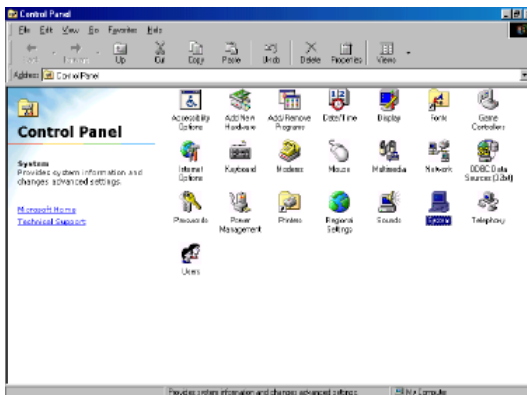 Control Panel
File Edit View Go Favorites Help
Up Cut Copy Paste Undo Delete Properties Views
Address Control Panel
Control Panel
System
Provides system information and
changes advanced settings.
Microsoft Home
Technical Support
Accessibility
Options
Add New
Hardware
Add/Remove
Programs
Date/Time
Display
Fonts
Game
Controllers
Internet
Options
Keyboard
Modems
Mouse
Multimedia
Network
ODBC Data
Sources (32bit)
Passwords
Power
Management
Printers
Regional
Settings
Sounds
System
Telephony
Users
Provides system information and changes advanced settings.
My Computer